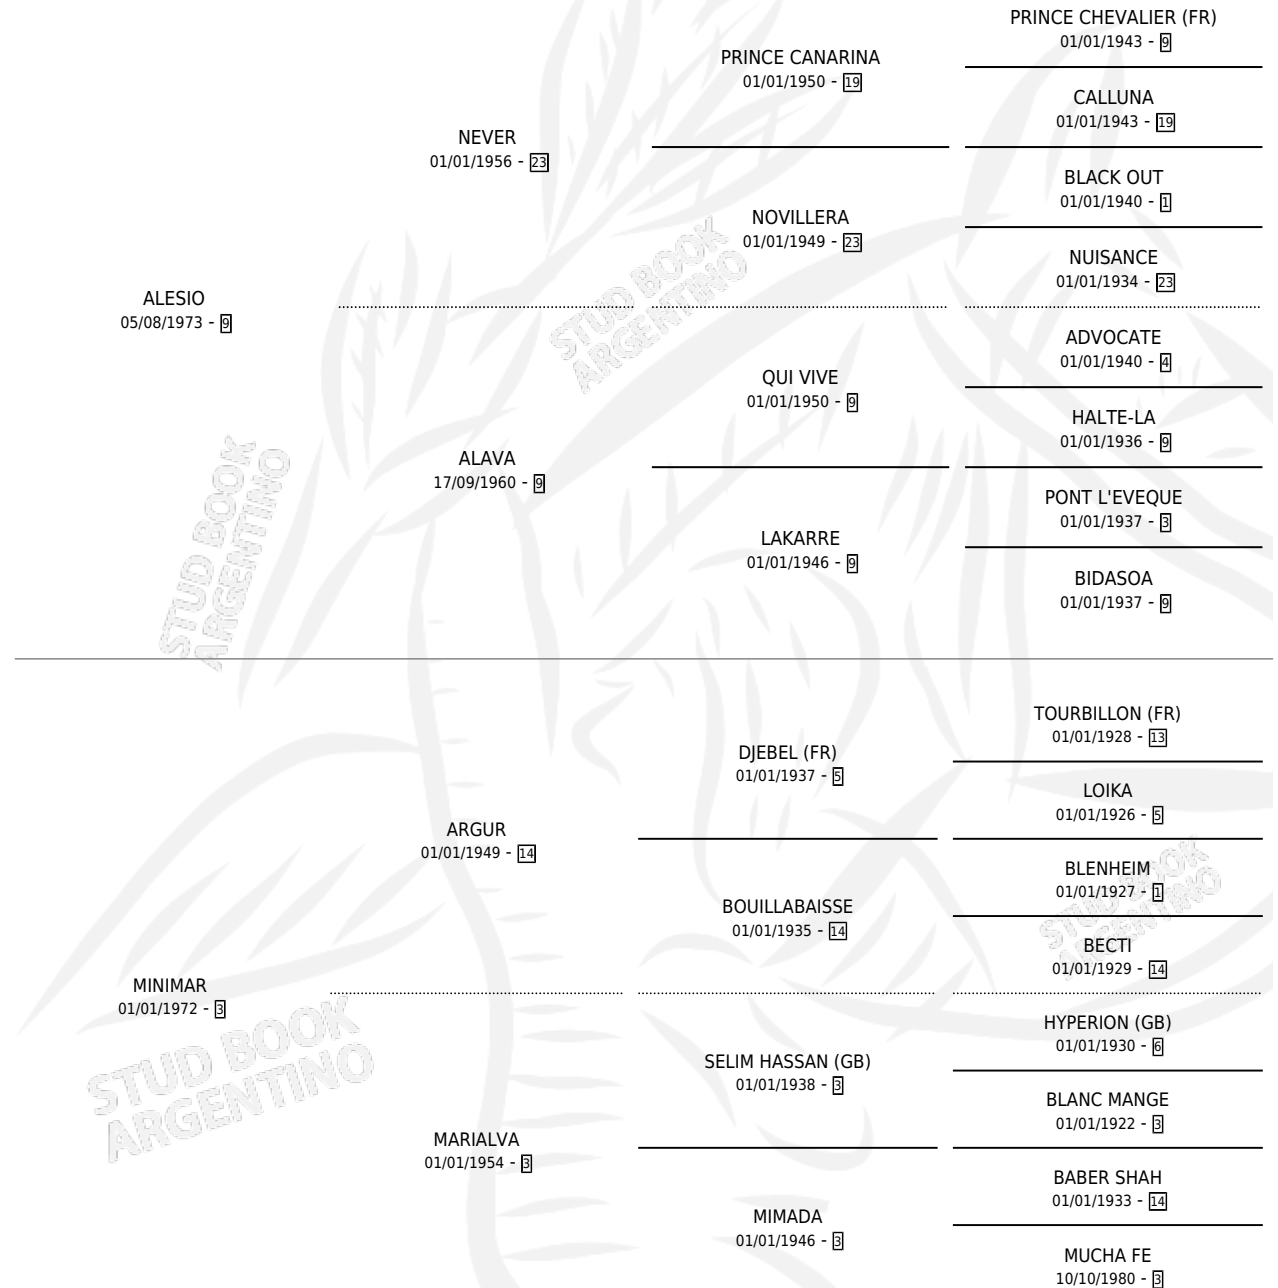 PRINCE CHEVALIER (FR)
01/01/1943 - 9
PRINCE CANARINA
01/01/1950 - 19
CALLUNA
01/01/1943 - 19
NEVER
01/01/1956 - 23
BLACK OUT
01/01/1940 - 1
NOVILLERA
01/01/1949 - 23
NUISANCE
01/01/1934 - 23
ALESIO
05/08/1973 - 9
STUD BOOK
ARGENTINO
ADVOCATE
01/01/1940 - 4
QUI VIVE
01/01/1950 - 9
HALTE-LA
01/01/1936 - 9
ALAVA
17/09/1960 - 9
PONT L'EVEQUE
01/01/1937 - 3
LAKARRE
01/01/1946 - 9
BIDASOA
01/01/1937 - 9
STUD BOOK
ARGENTINO
TOURBILLON (FR)
01/01/1928 - 13
DJEBEL (FR)
01/01/1937 - 5
LOIKA
01/01/1926 - 5
ARGUR
01/01/1949 - 14
BLENHEIM
01/01/1927 - 1
BOUILLABAISSE
01/01/1935 - 14
BECTI
01/01/1929 - 14
STUD BOOK
ARGENTINO
MINIMAR
01/01/1972 - 3
STUD BOOK
ARGENTINO
HYPERION (GB)
01/01/1930 - 6
SELIM HASSAN (GB)
01/01/1938 - 3
BLANC MANGE
01/01/1922 - 3
MARIALVA
01/01/1954 - 3
BABER SHAH
01/01/1933 - 14
MIMADA
01/01/1946 - 3
MUCHA FE
10/10/1980 - 3